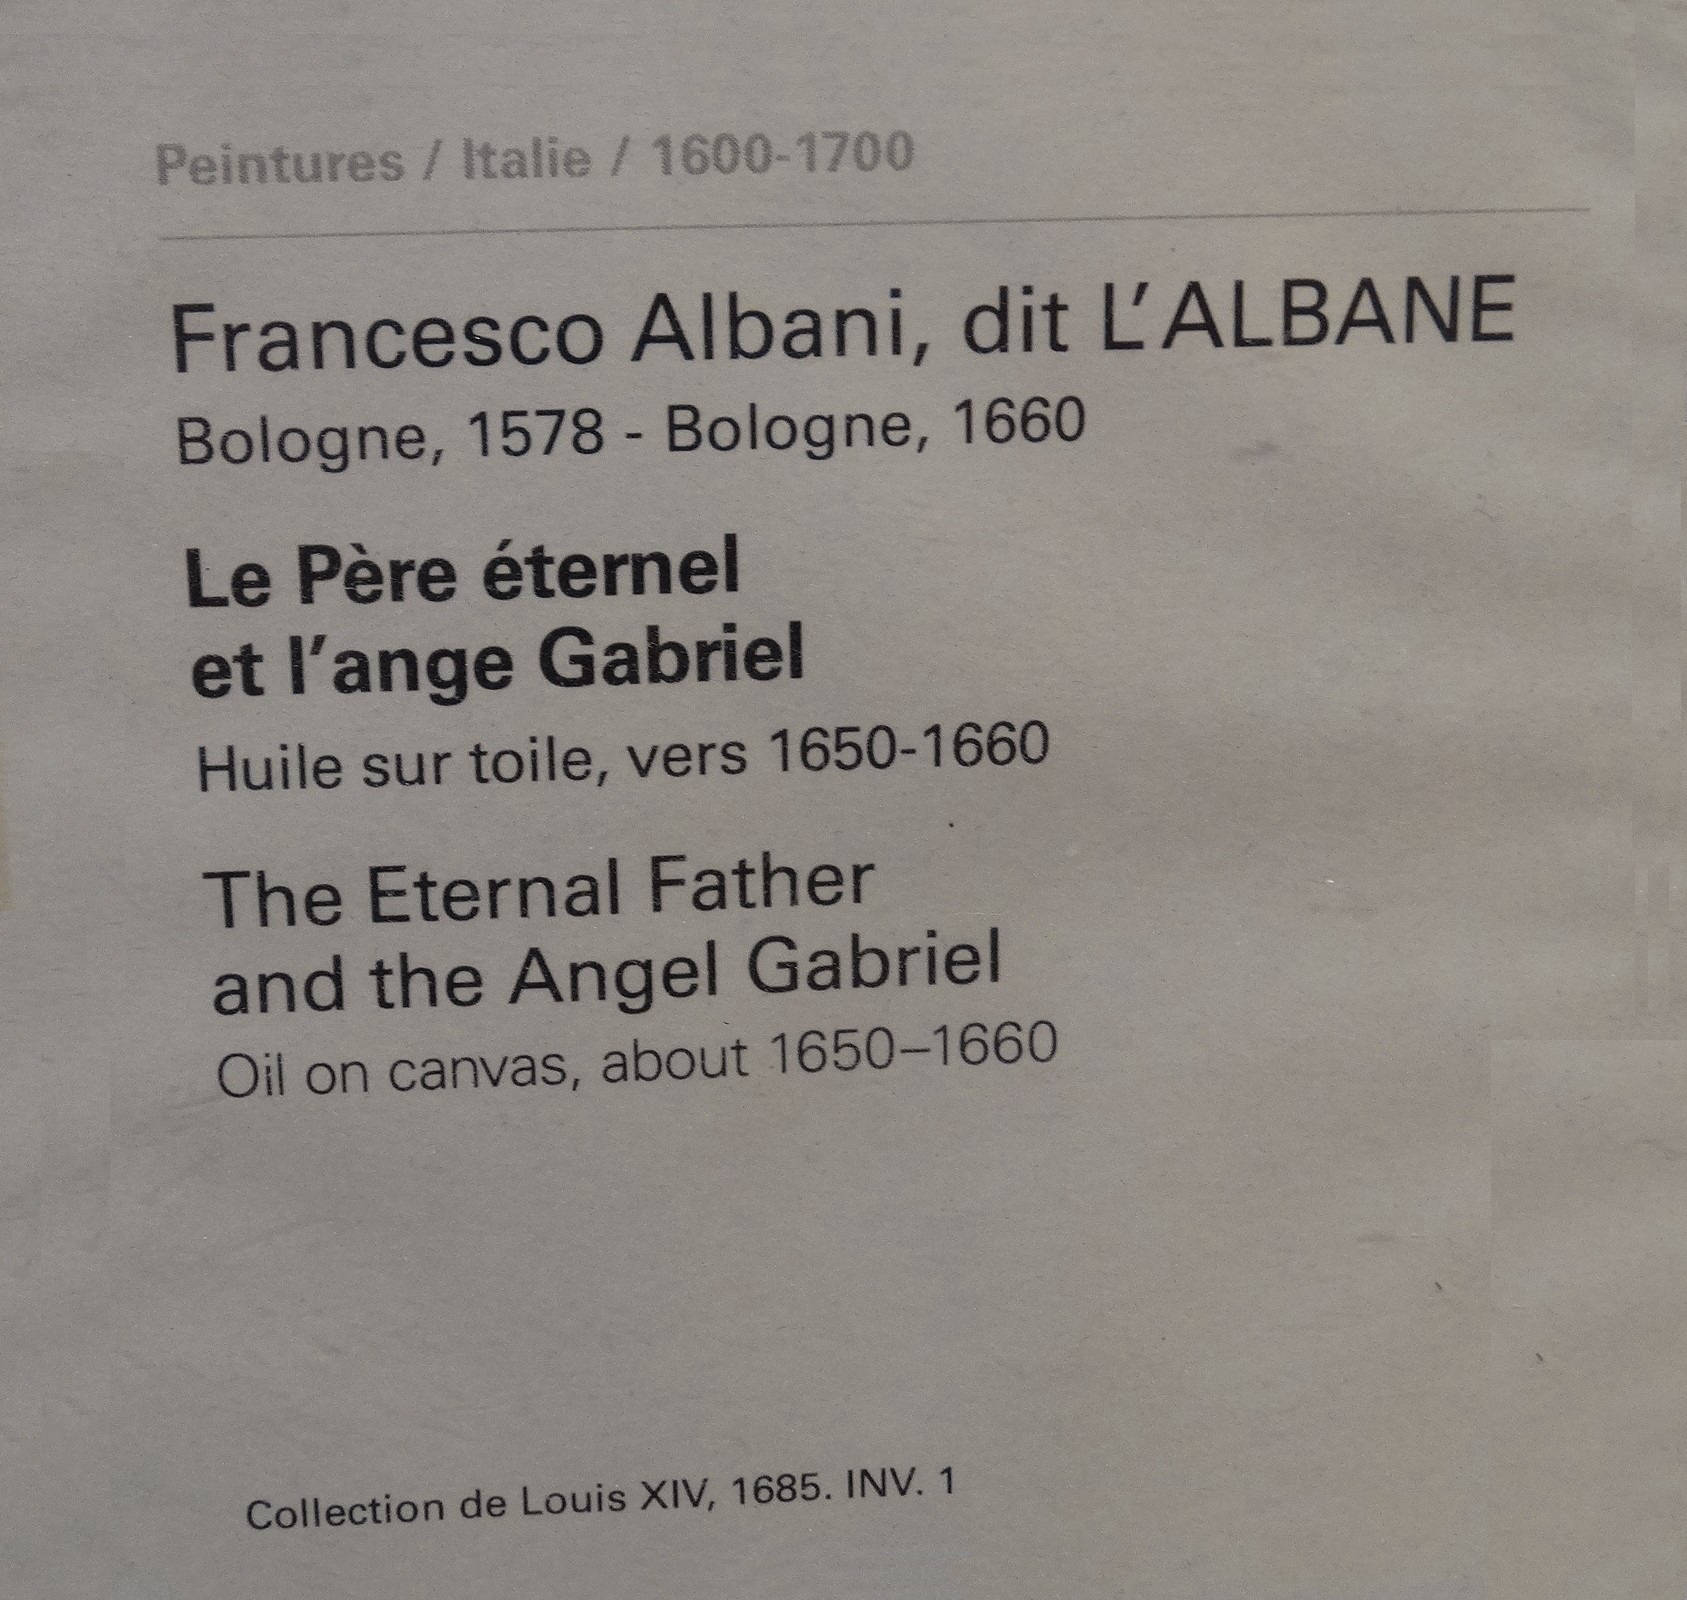 Peintures / Italie / 1600-1700
Francesco Albani, dit L'ALBANE
Bologne, 1578 - Bologne, 1660
Le Père éternel
et l'ange Gabriel
Huile sur toile, vers 1650-1660
The Eternal Father
and the Angel Gabriel
Oil on canvas, about 1650–1660
Collection de Louis XIV, 1685. INV. 1